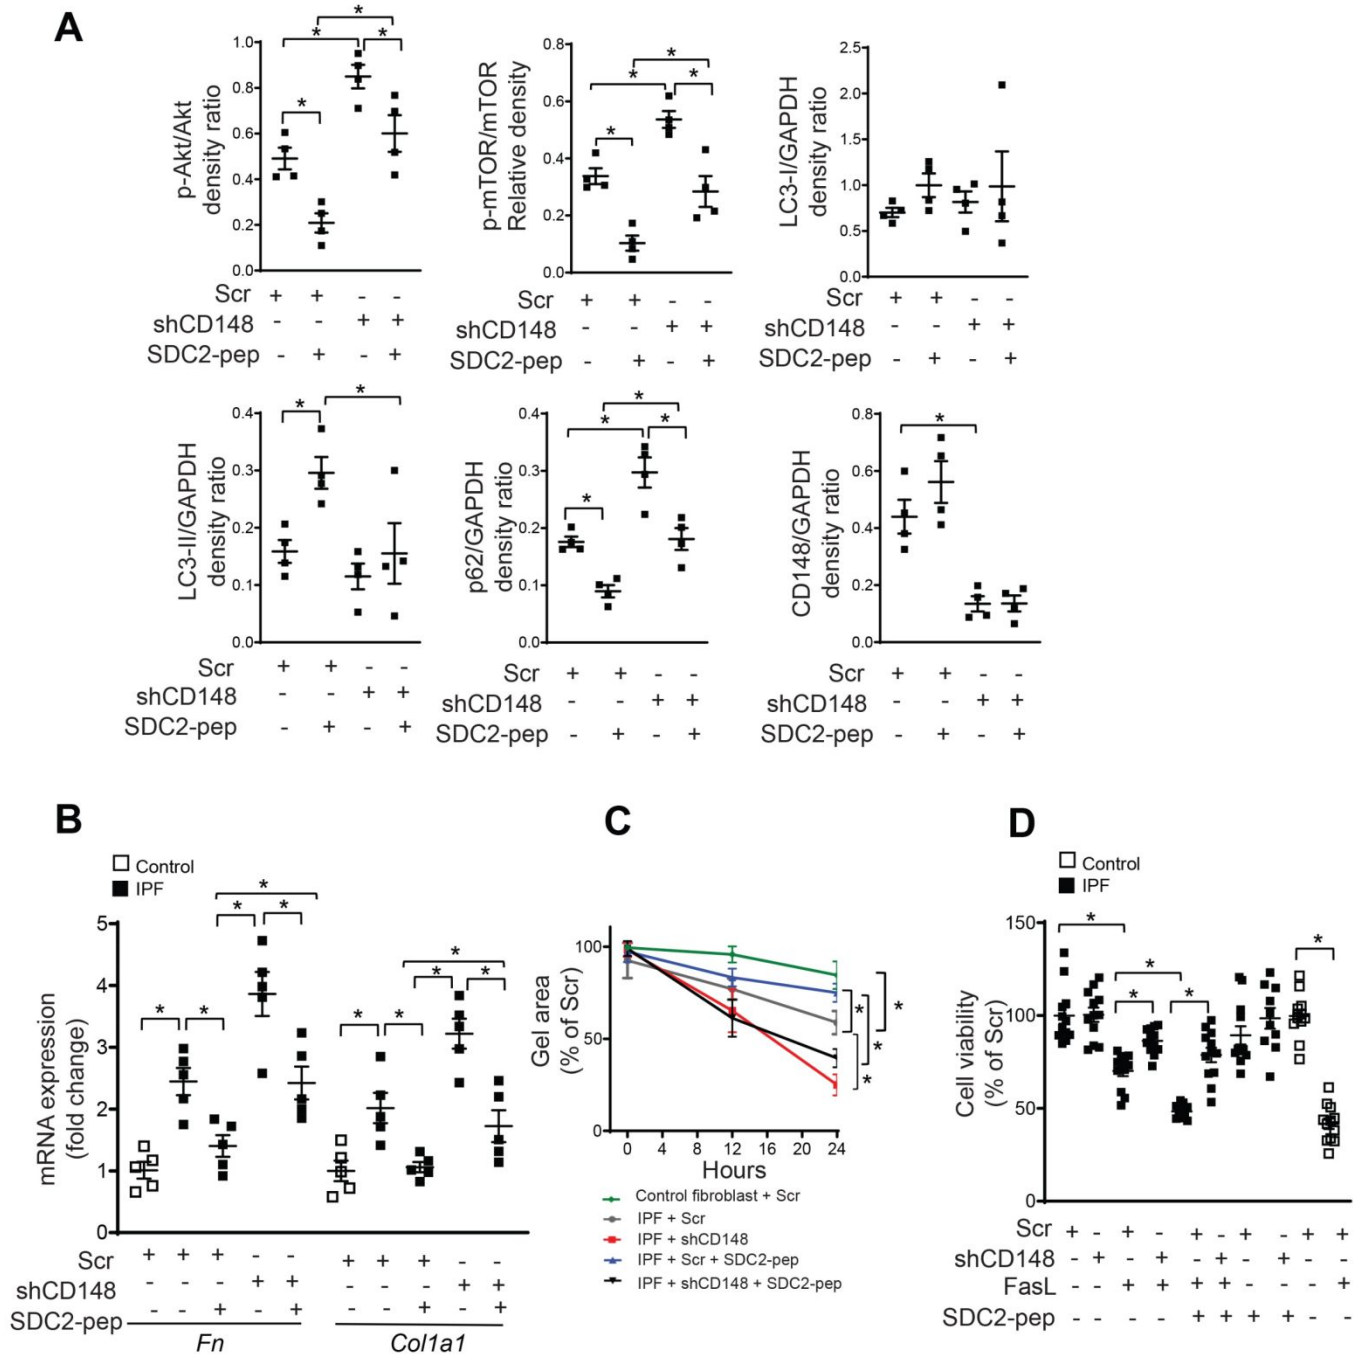 A
p-Akt/Akt
density ratio
1.0
0.8
0.6
0.4
0.2
0.0
* * * *
Scr + + - -
shCD148 - - + +
SDC2-pep - + - +
p-mTOR/mTOR
Relative density
0.8
0.6
0.4
0.2
0.0
* * * *
Scr + + - -
shCD148 - - + +
SDC2-pep - + - +
LC3-I/GAPDH
density ratio
2.5
2.0
1.5
1.0
0.5
0.0
Scr + + - -
shCD148 - - + +
SDC2-pep - + - +
LC3-II/GAPDH
density ratio
0.4
0.3
0.2
0.1
0.0
* *
Scr + + - -
shCD148 - - + +
SDC2-pep - + - +
p62/GAPDH
density ratio
0.4
0.3
0.2
0.1
0.0
* * * *
Scr + + - -
shCD148 - - + +
SDC2-pep - + - +
CD148/GAPDH
density ratio
0.8
0.6
0.4
0.2
0.0
*
Scr + + - -
shCD148 - - + +
SDC2-pep - + - +
B
Control
IPF
mRNA expression
(fold change)
5
4
3
2
1
0
* * * * *
* * * * *
Scr + + + - - + + + - -
shCD148 - - - + + - - - + +
SDC2-pep - - + - + - - + - +
Fn Col1a1
C
Gel area
(% of Scr)
100
50
0
* * * *
0 4 8 12 16 20 24
Hours
Control fibroblast + Scr
IPF + Scr
IPF + shCD148
IPF + Scr + SDC2-pep
IPF + shCD148 + SDC2-pep
D
Control
IPF
Cell viability
(% of Scr)
150
100
50
0
* * * * *
Scr + - + - + - + - + +
shCD148 - + - + - + - + - -
FasL - - + + + + - - - +
SDC2-pep - - - - + + + + - -